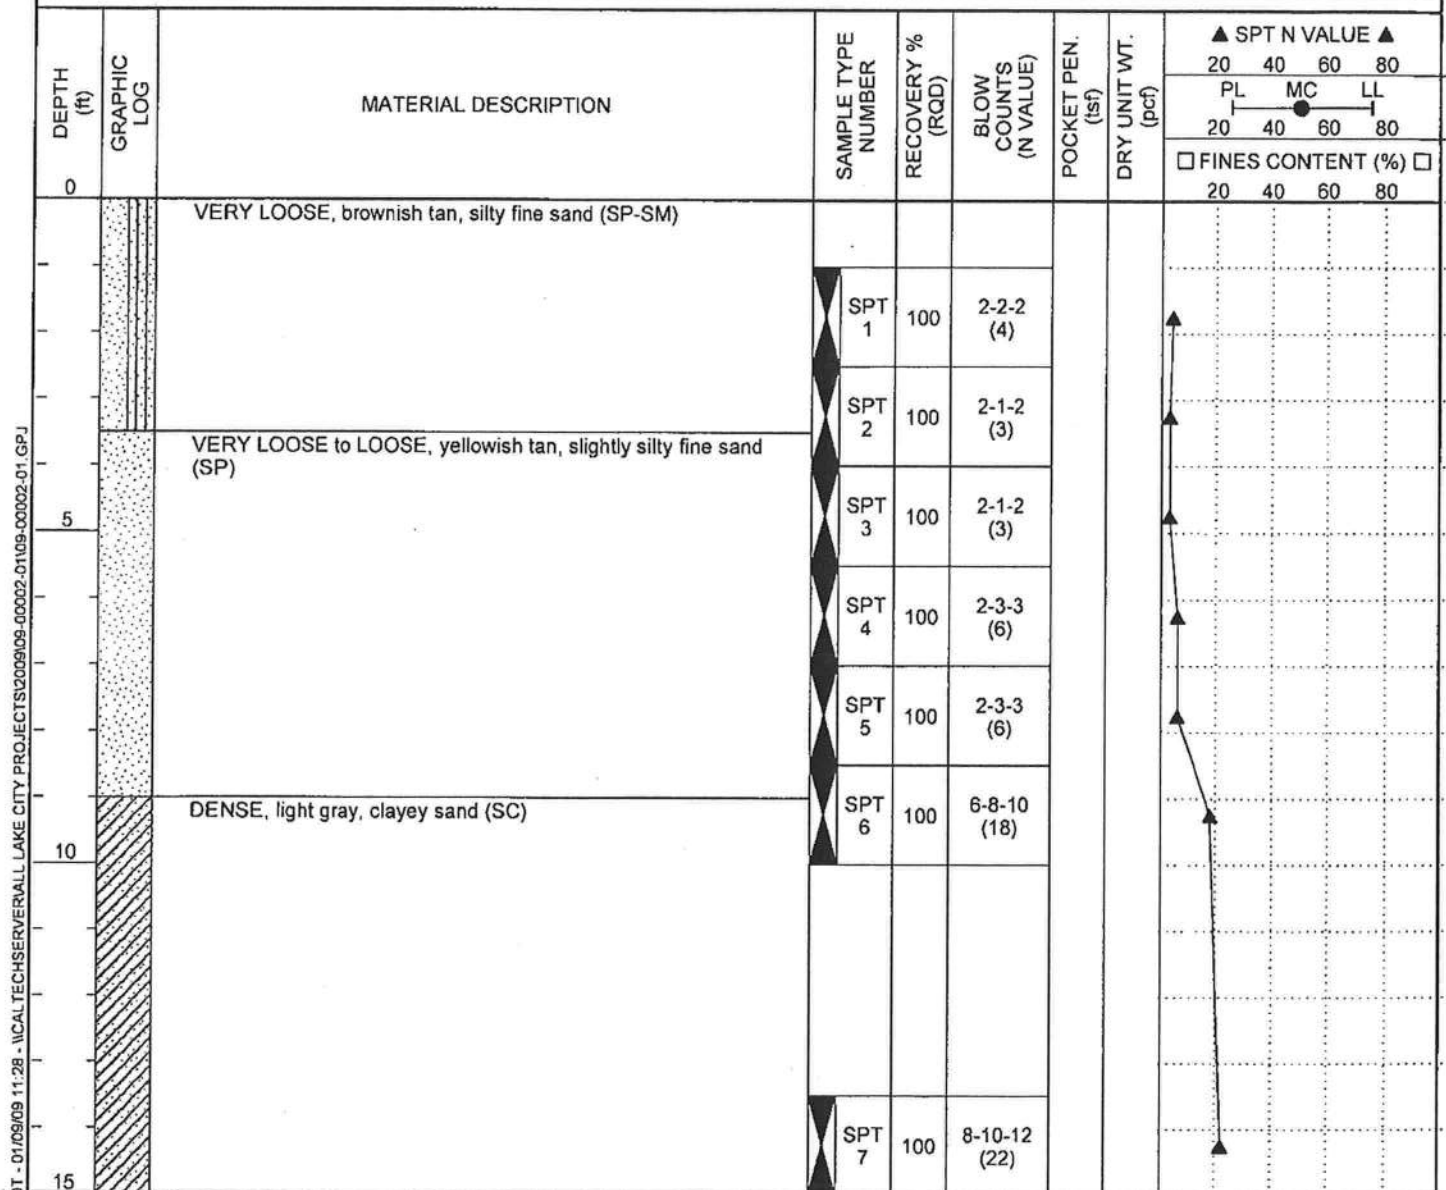 DEPTH
(ft)
GRAPHIC
LOG
MATERIAL DESCRIPTION
SAMPLE TYPE
NUMBER
RECOVERY %
(RQD)
BLOW
COUNTS
(N VALUE)
POCKET PEN.
(tsf)
DRY UNIT WT.
(pcf)
▲ SPT N VALUE ▲
20 40 60 80
PL MC LL
20 40 60 80
□ FINES CONTENT (%) □
20 40 60 80
0
VERY LOOSE, brownish tan, silty fine sand (SP-SM)
SPT
1
100
2-2-2
(4)
SPT
2
100
2-1-2
(3)
VERY LOOSE to LOOSE, yellowish tan, slightly silty fine sand
(SP)
5
SPT
3
100
2-1-2
(3)
SPT
4
100
2-3-3
(6)
SPT
5
100
2-3-3
(6)
DENSE, light gray, clayey sand (SC)
SPT
6
100
6-8-10
(18)
10
SPT
7
100
8-10-12
(22)
15
- 01/09/09 11:28 - \\CALTECHSERVER\ALL LAKE CITY PROJECTS\2009\09-00002-01\09-00002-01.GPJ